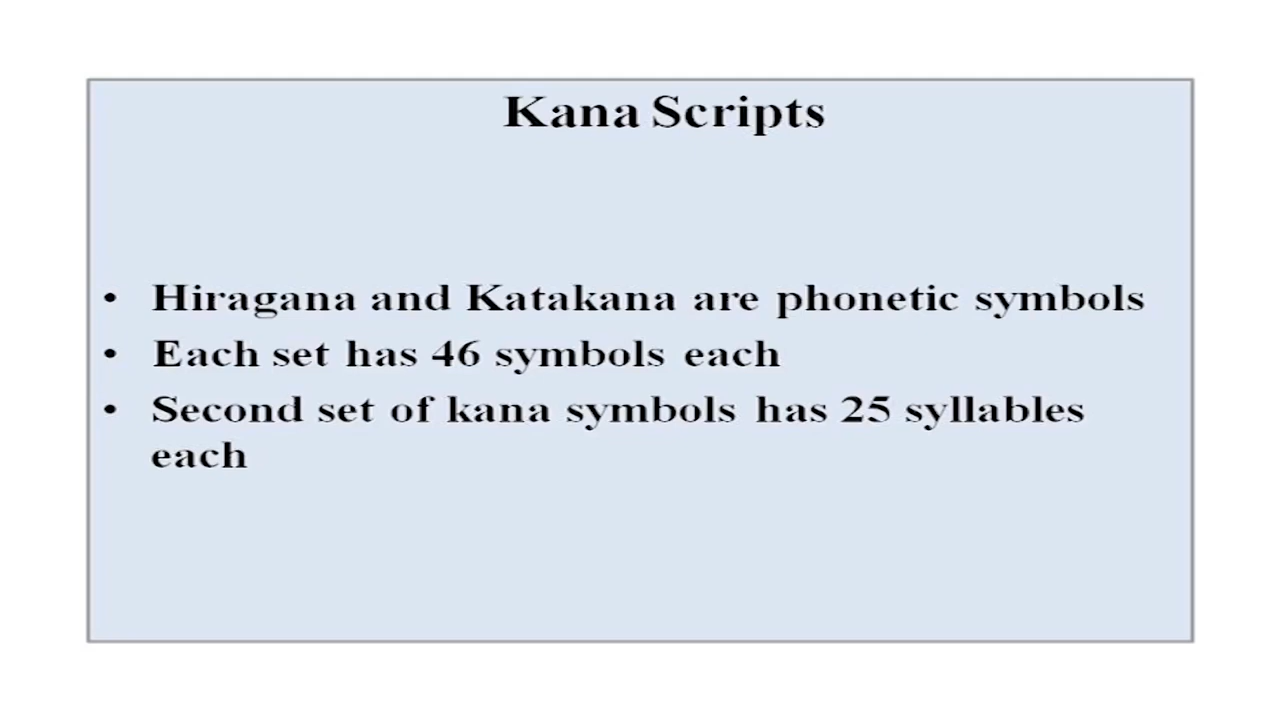 Kana Scripts
• Hiragana and Katakana are phonetic symbols
• Each set has 46 symbols each
• Second set of kana symbols has 25 syllables
each